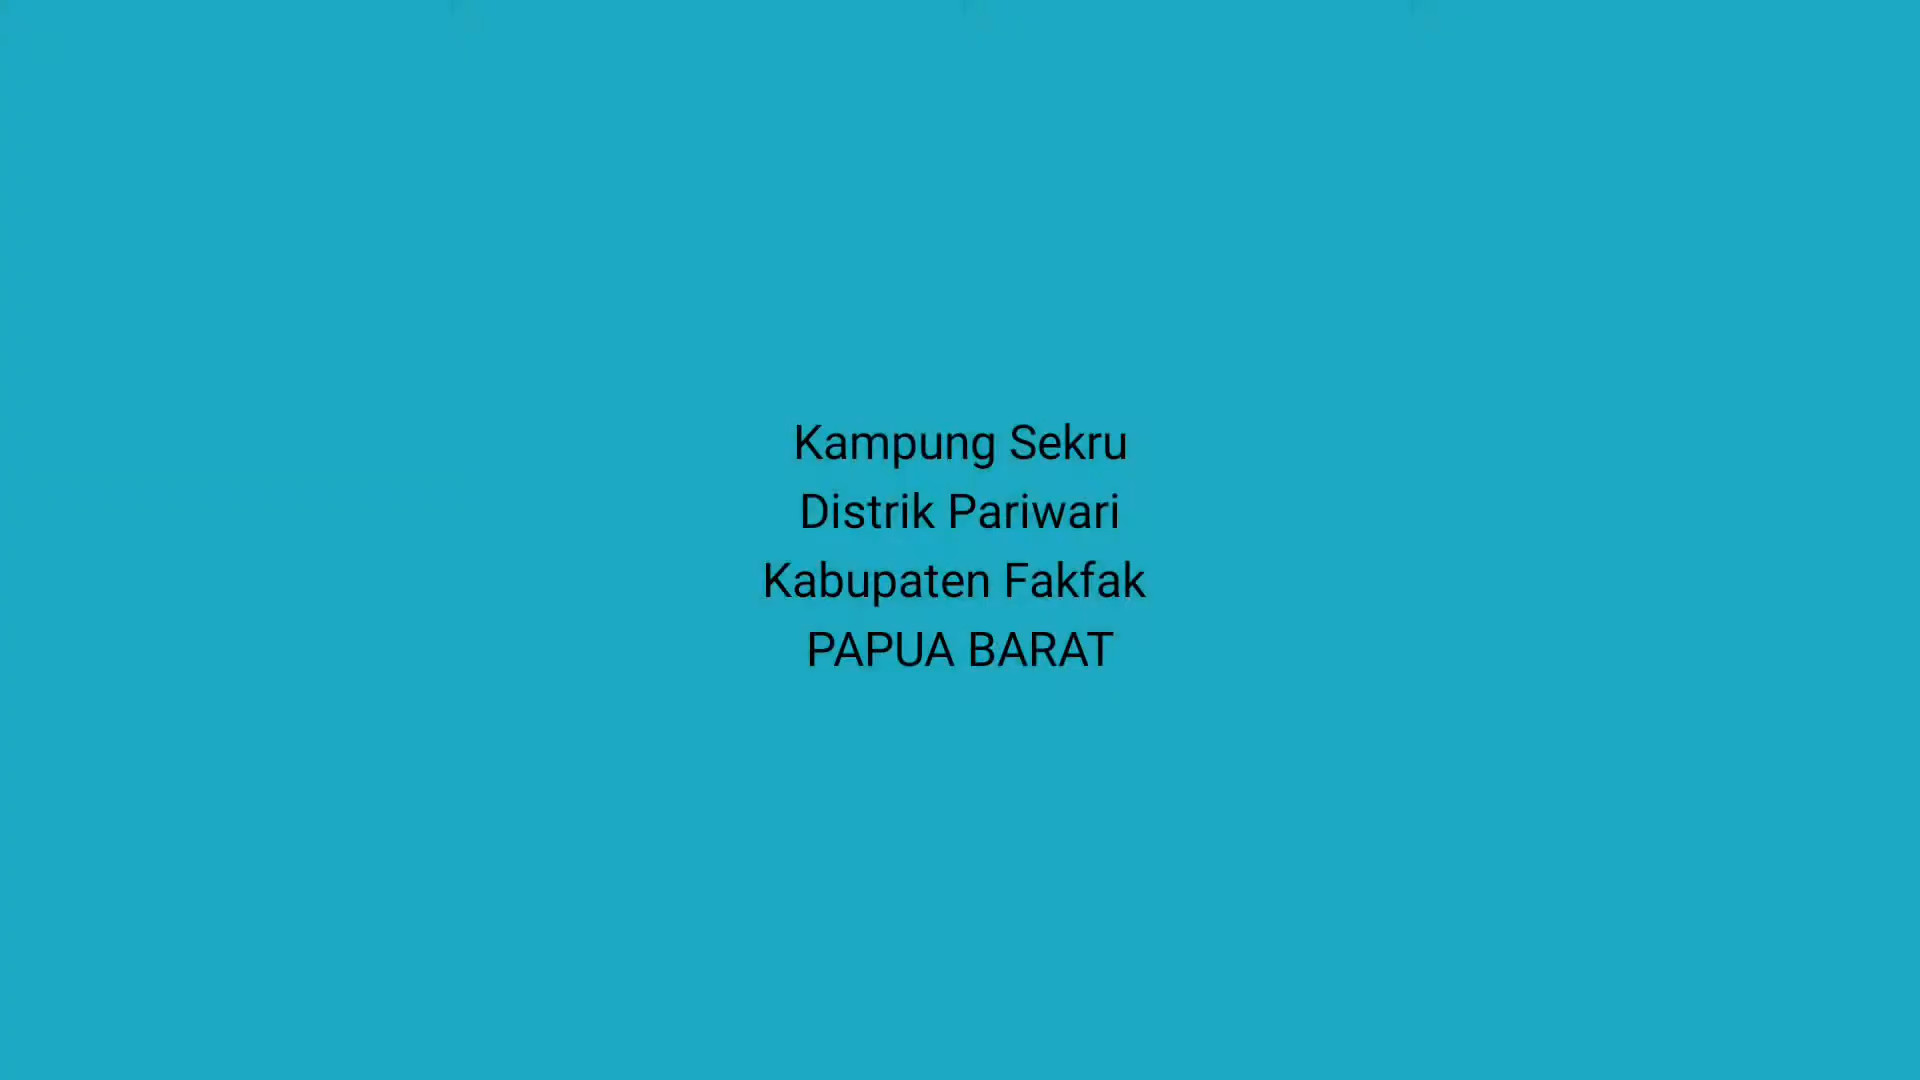 Kampung Sekru
Distrik Pariwari
Kabupaten Fakfak
PAPUA BARAT